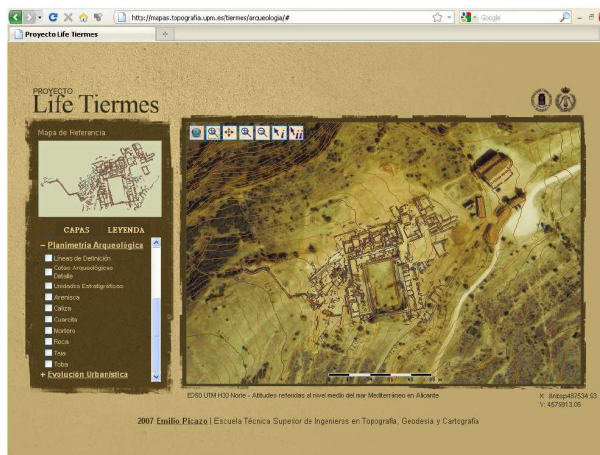 http://mapas.topografia.upm.es/tiermes/arqueologia/#
Google
Proyecto Life Tiermes
PROYECTO
Life Tiermes
Mapa de Referencia
CAPAS LEYENDA
− Planimetría Arqueológica
Líneas de Definición
Cotas Arqueológicas
Detalle
Unidades Estratigráficas
Arenisca
Caliza
Cuarcita
Mortero
Roca
Teja
Toba
+ Evolución Urbanística
ED50 UTM H30 Norte - Altitudes referidas al nivel medio del mar Mediterráneo en Alicante
X: &nbsp487534.93
Y: 4575913.05
2007 Emilio Picazo | Escuela Técnica Superior de Ingenieros en Topografía, Geodesia y Cartografía